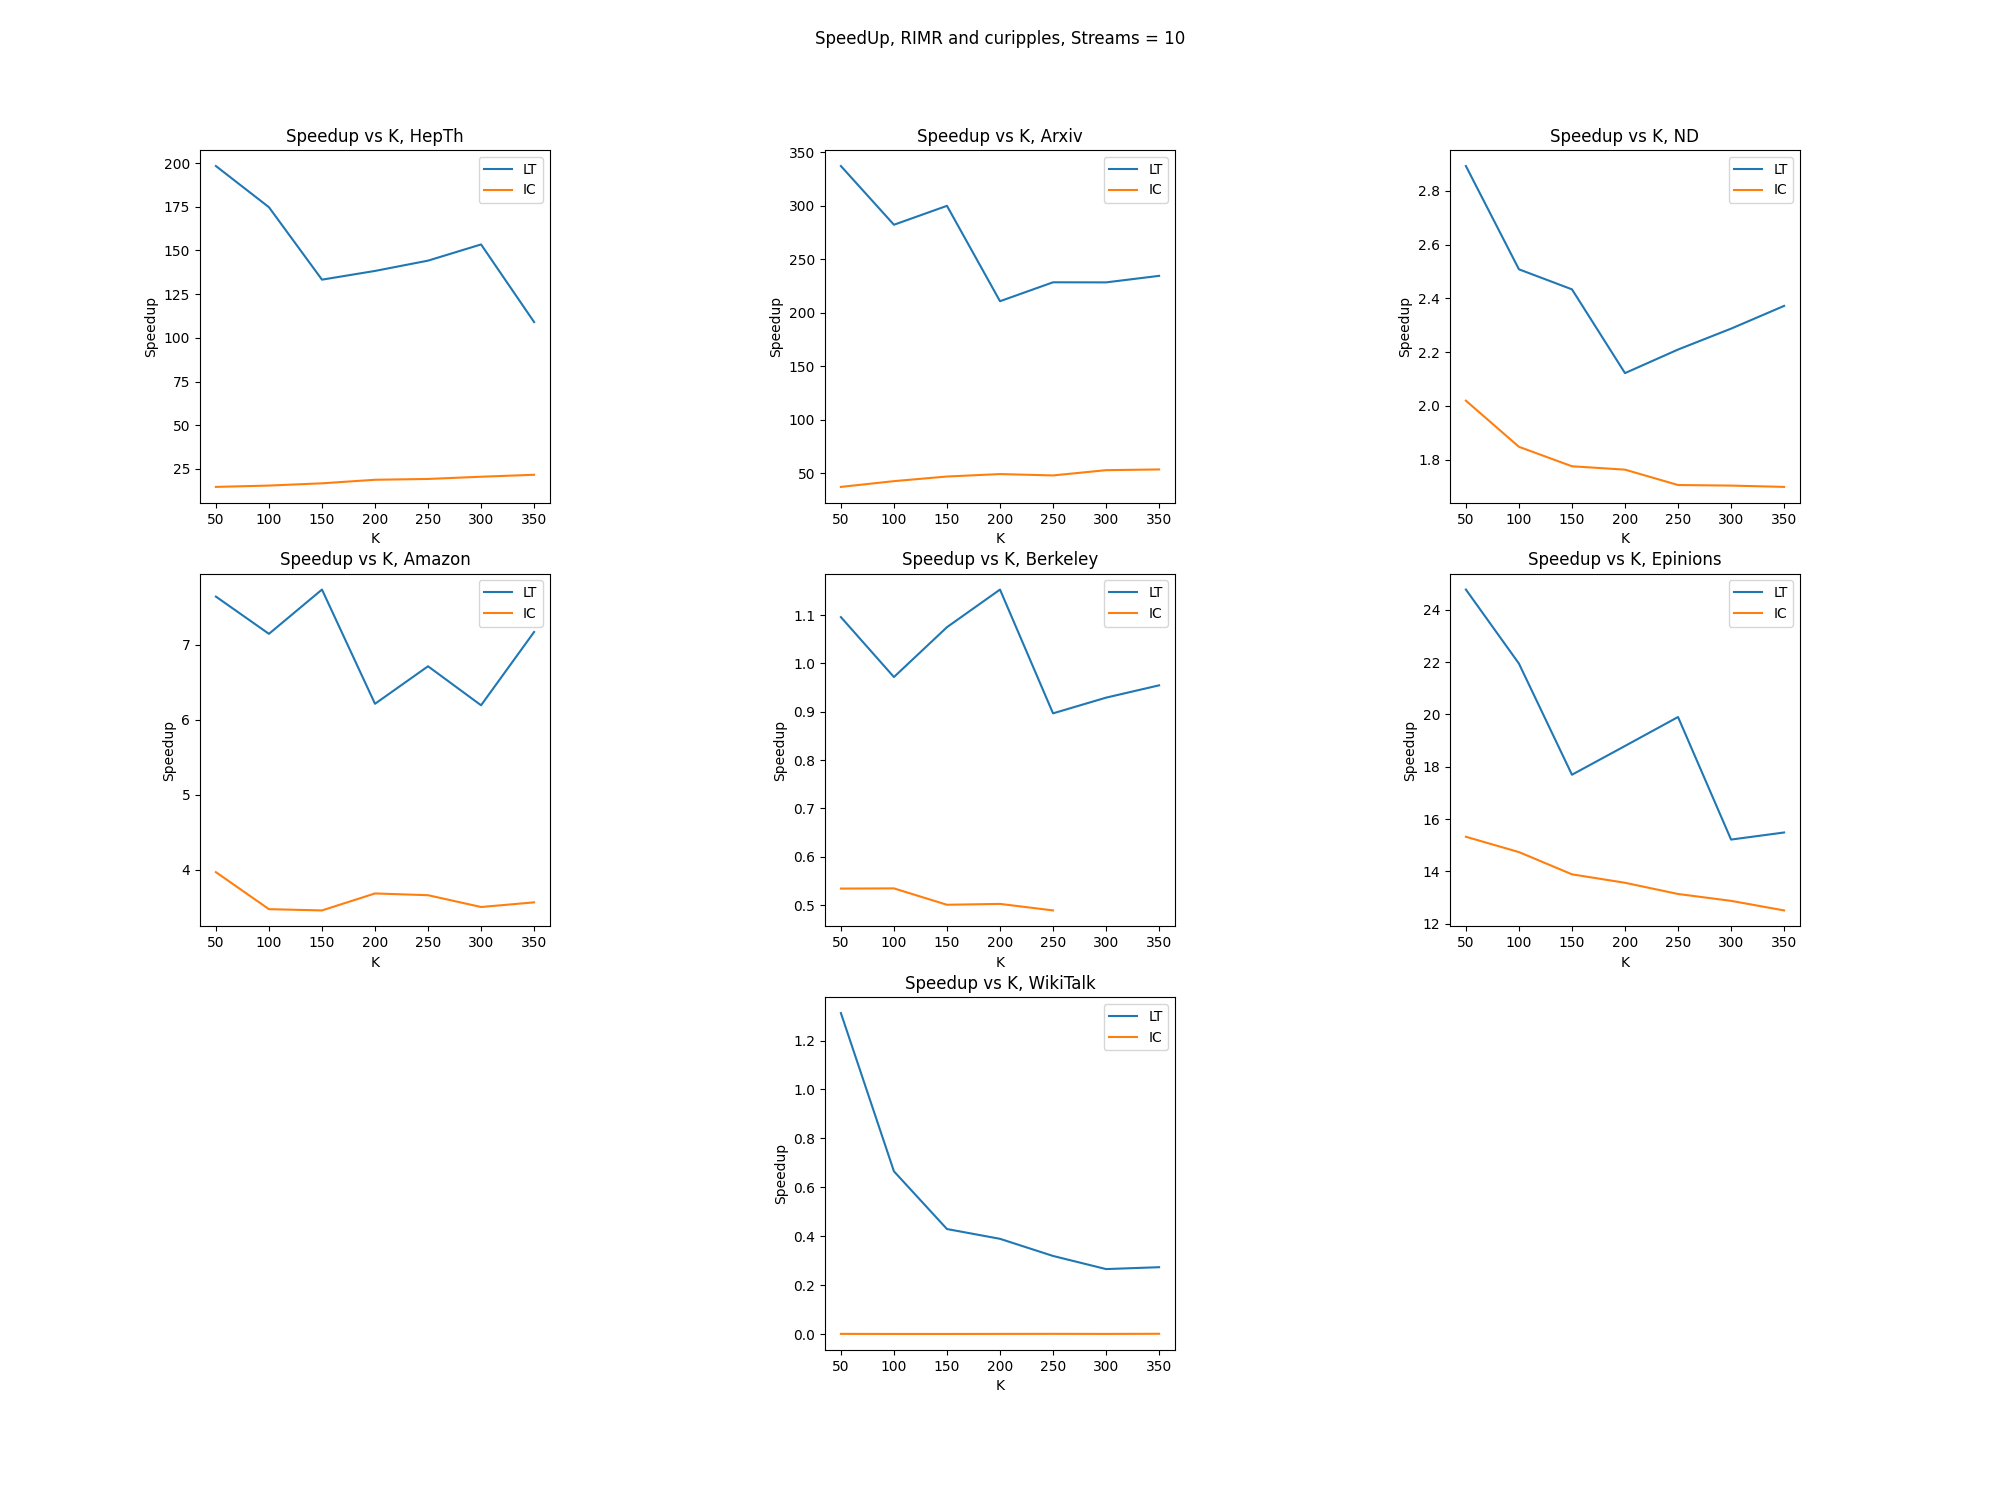 SpeedUp, RIMR and curipples, Streams = 10
Speedup vs K, HepTh
LT
IC
200
175
150
125
100
75
50
25
Speedup
50 100 150 200 250 300 350
K
Speedup vs K, Arxiv
LT
IC
350
300
250
200
150
100
50
Speedup
50 100 150 200 250 300 350
K
Speedup vs K, ND
LT
IC
2.8
2.6
2.4
2.2
2.0
1.8
Speedup
50 100 150 200 250 300 350
K
Speedup vs K, Amazon
LT
IC
7
6
5
4
Speedup
50 100 150 200 250 300 350
K
Speedup vs K, Berkeley
LT
IC
1.1
1.0
0.9
0.8
0.7
0.6
0.5
Speedup
50 100 150 200 250 300 350
K
Speedup vs K, Epinions
LT
IC
24
22
20
18
16
14
12
Speedup
50 100 150 200 250 300 350
K
Speedup vs K, WikiTalk
LT
IC
1.2
1.0
0.8
0.6
0.4
0.2
0.0
Speedup
50 100 150 200 250 300 350
K